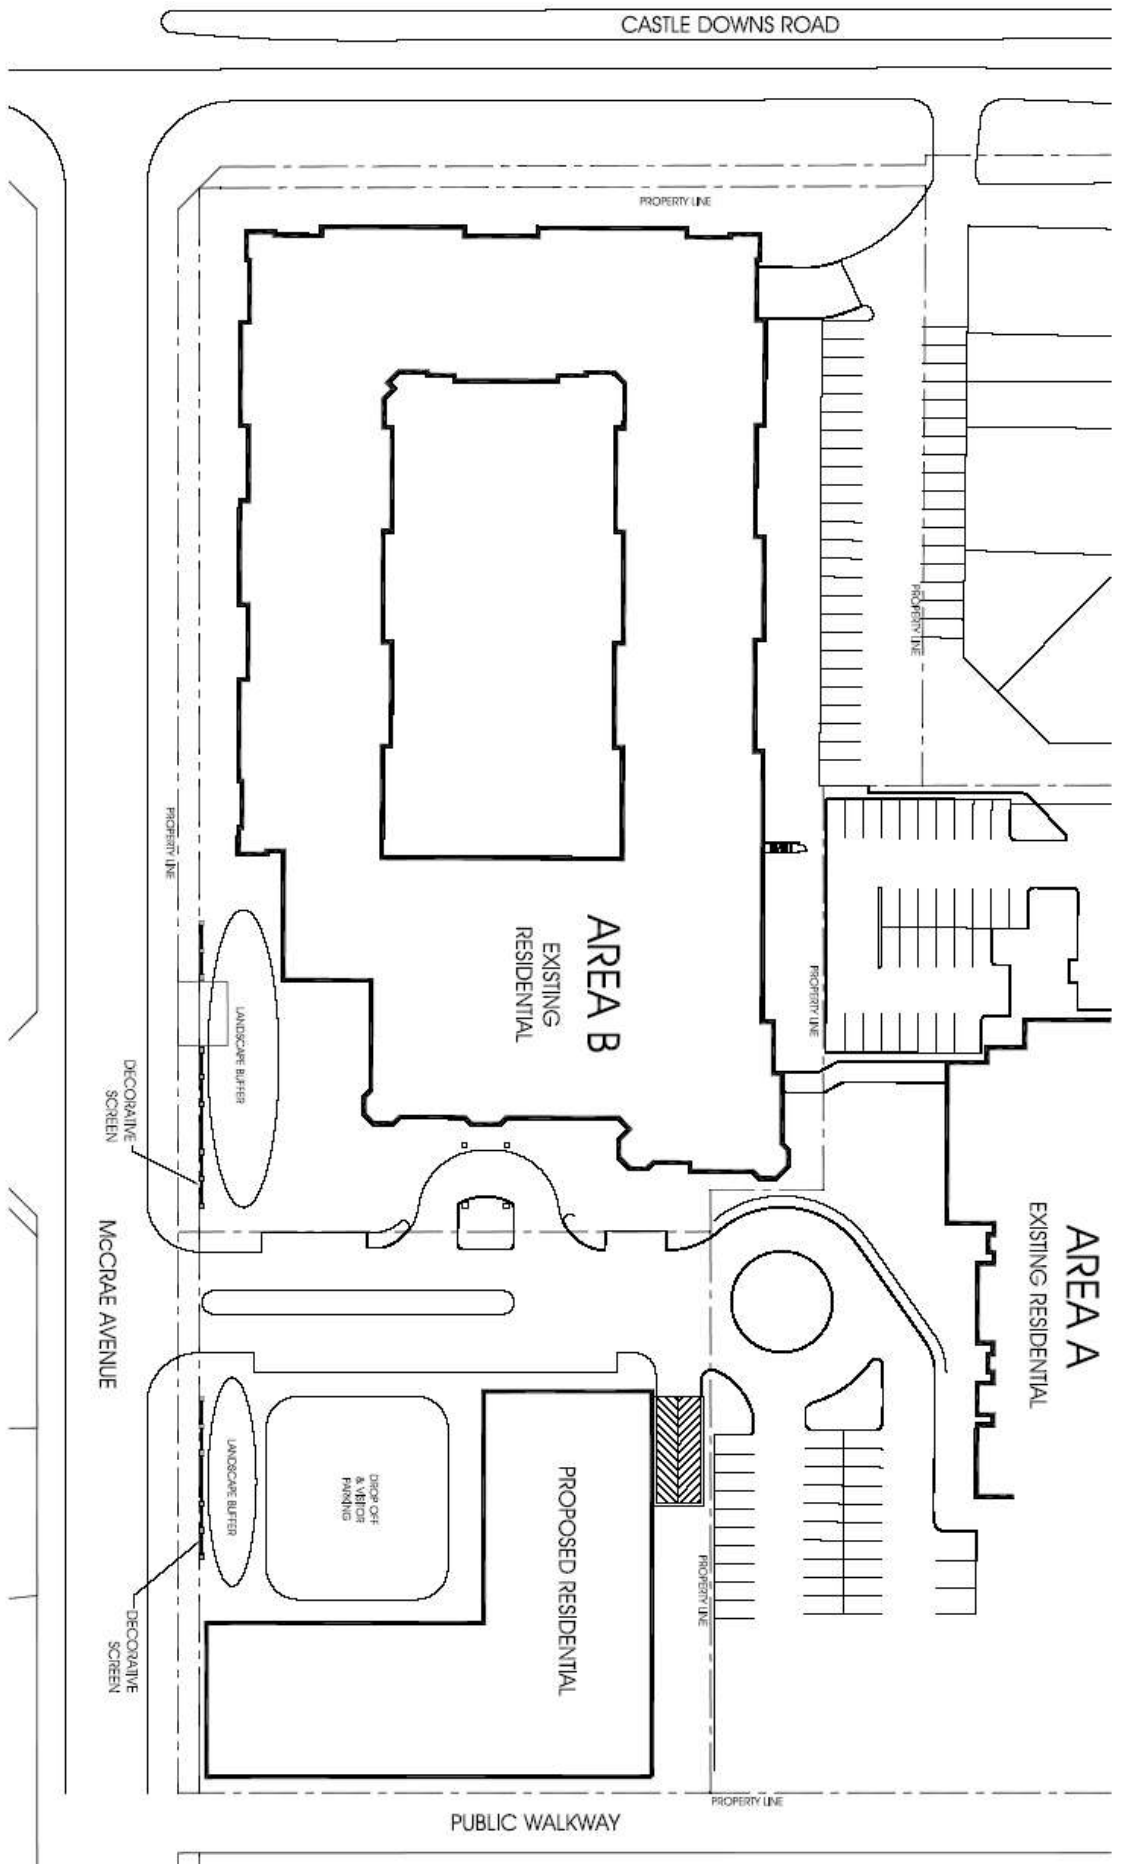 CASTLE DOWNS ROAD
PROPERTY LINE
PROPERTY LINE
PROPERTY LINE
PROPERTY LINE
AREA B
EXISTING
RESIDENTIAL
LANDSCAPE BUFFER
DECORATIVE
SCREEN
McCRAE AVENUE
AREA A
EXISTING RESIDENTIAL
LANDSCAPE BUFFER
DROP OFF
& VISITOR
PARKING
PROPOSED RESIDENTIAL
PROPERTY LINE
DECORATIVE
SCREEN
PROPERTY LINE
PUBLIC WALKWAY